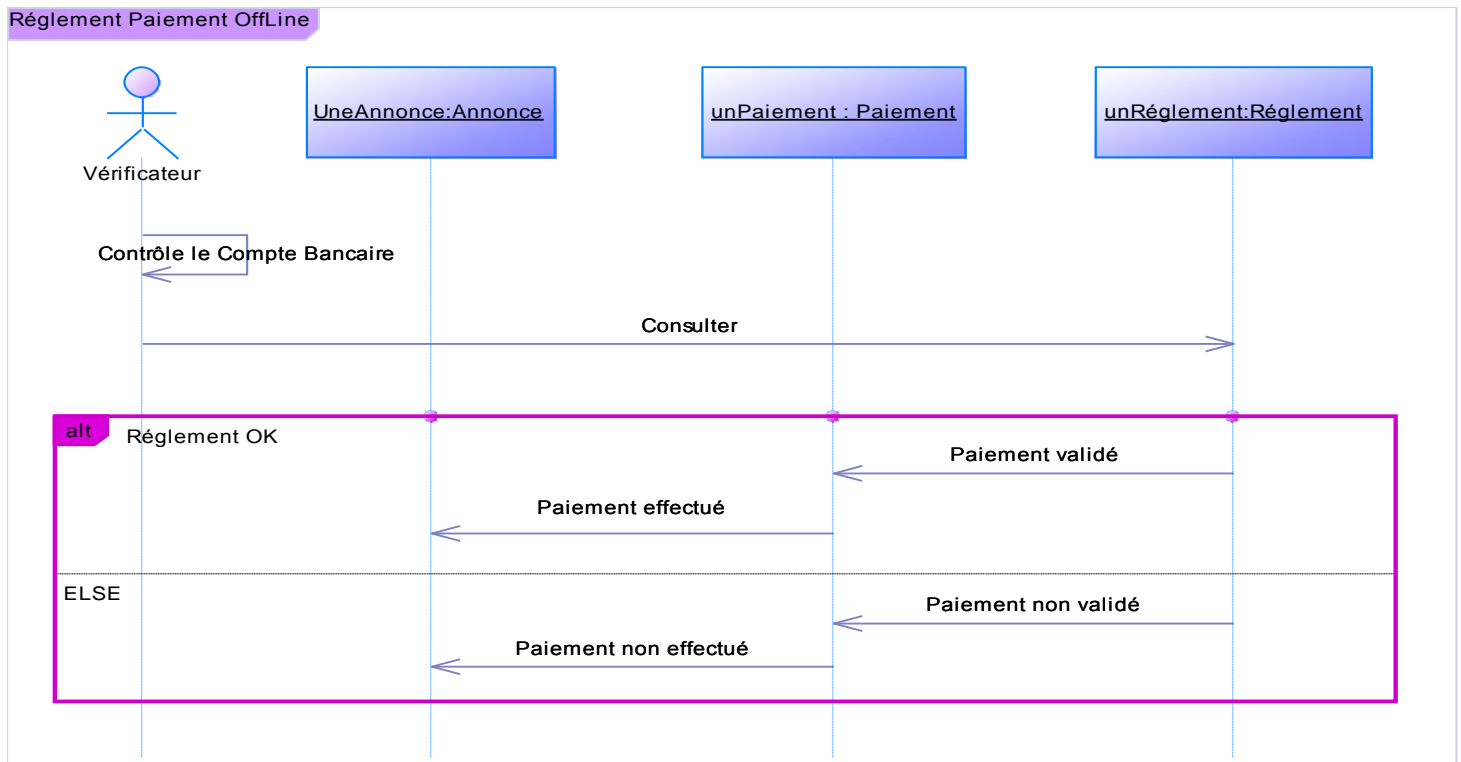 Réglement Paiement OffLine
UneAnnonce:Annonce
unPaiement : Paiement
unRéglement:Réglement
Vérificateur
Contrôle le Compte Bancaire
Consulter
alt
Réglement OK
Paiement validé
Paiement effectué
ELSE
Paiement non validé
Paiement non effectué